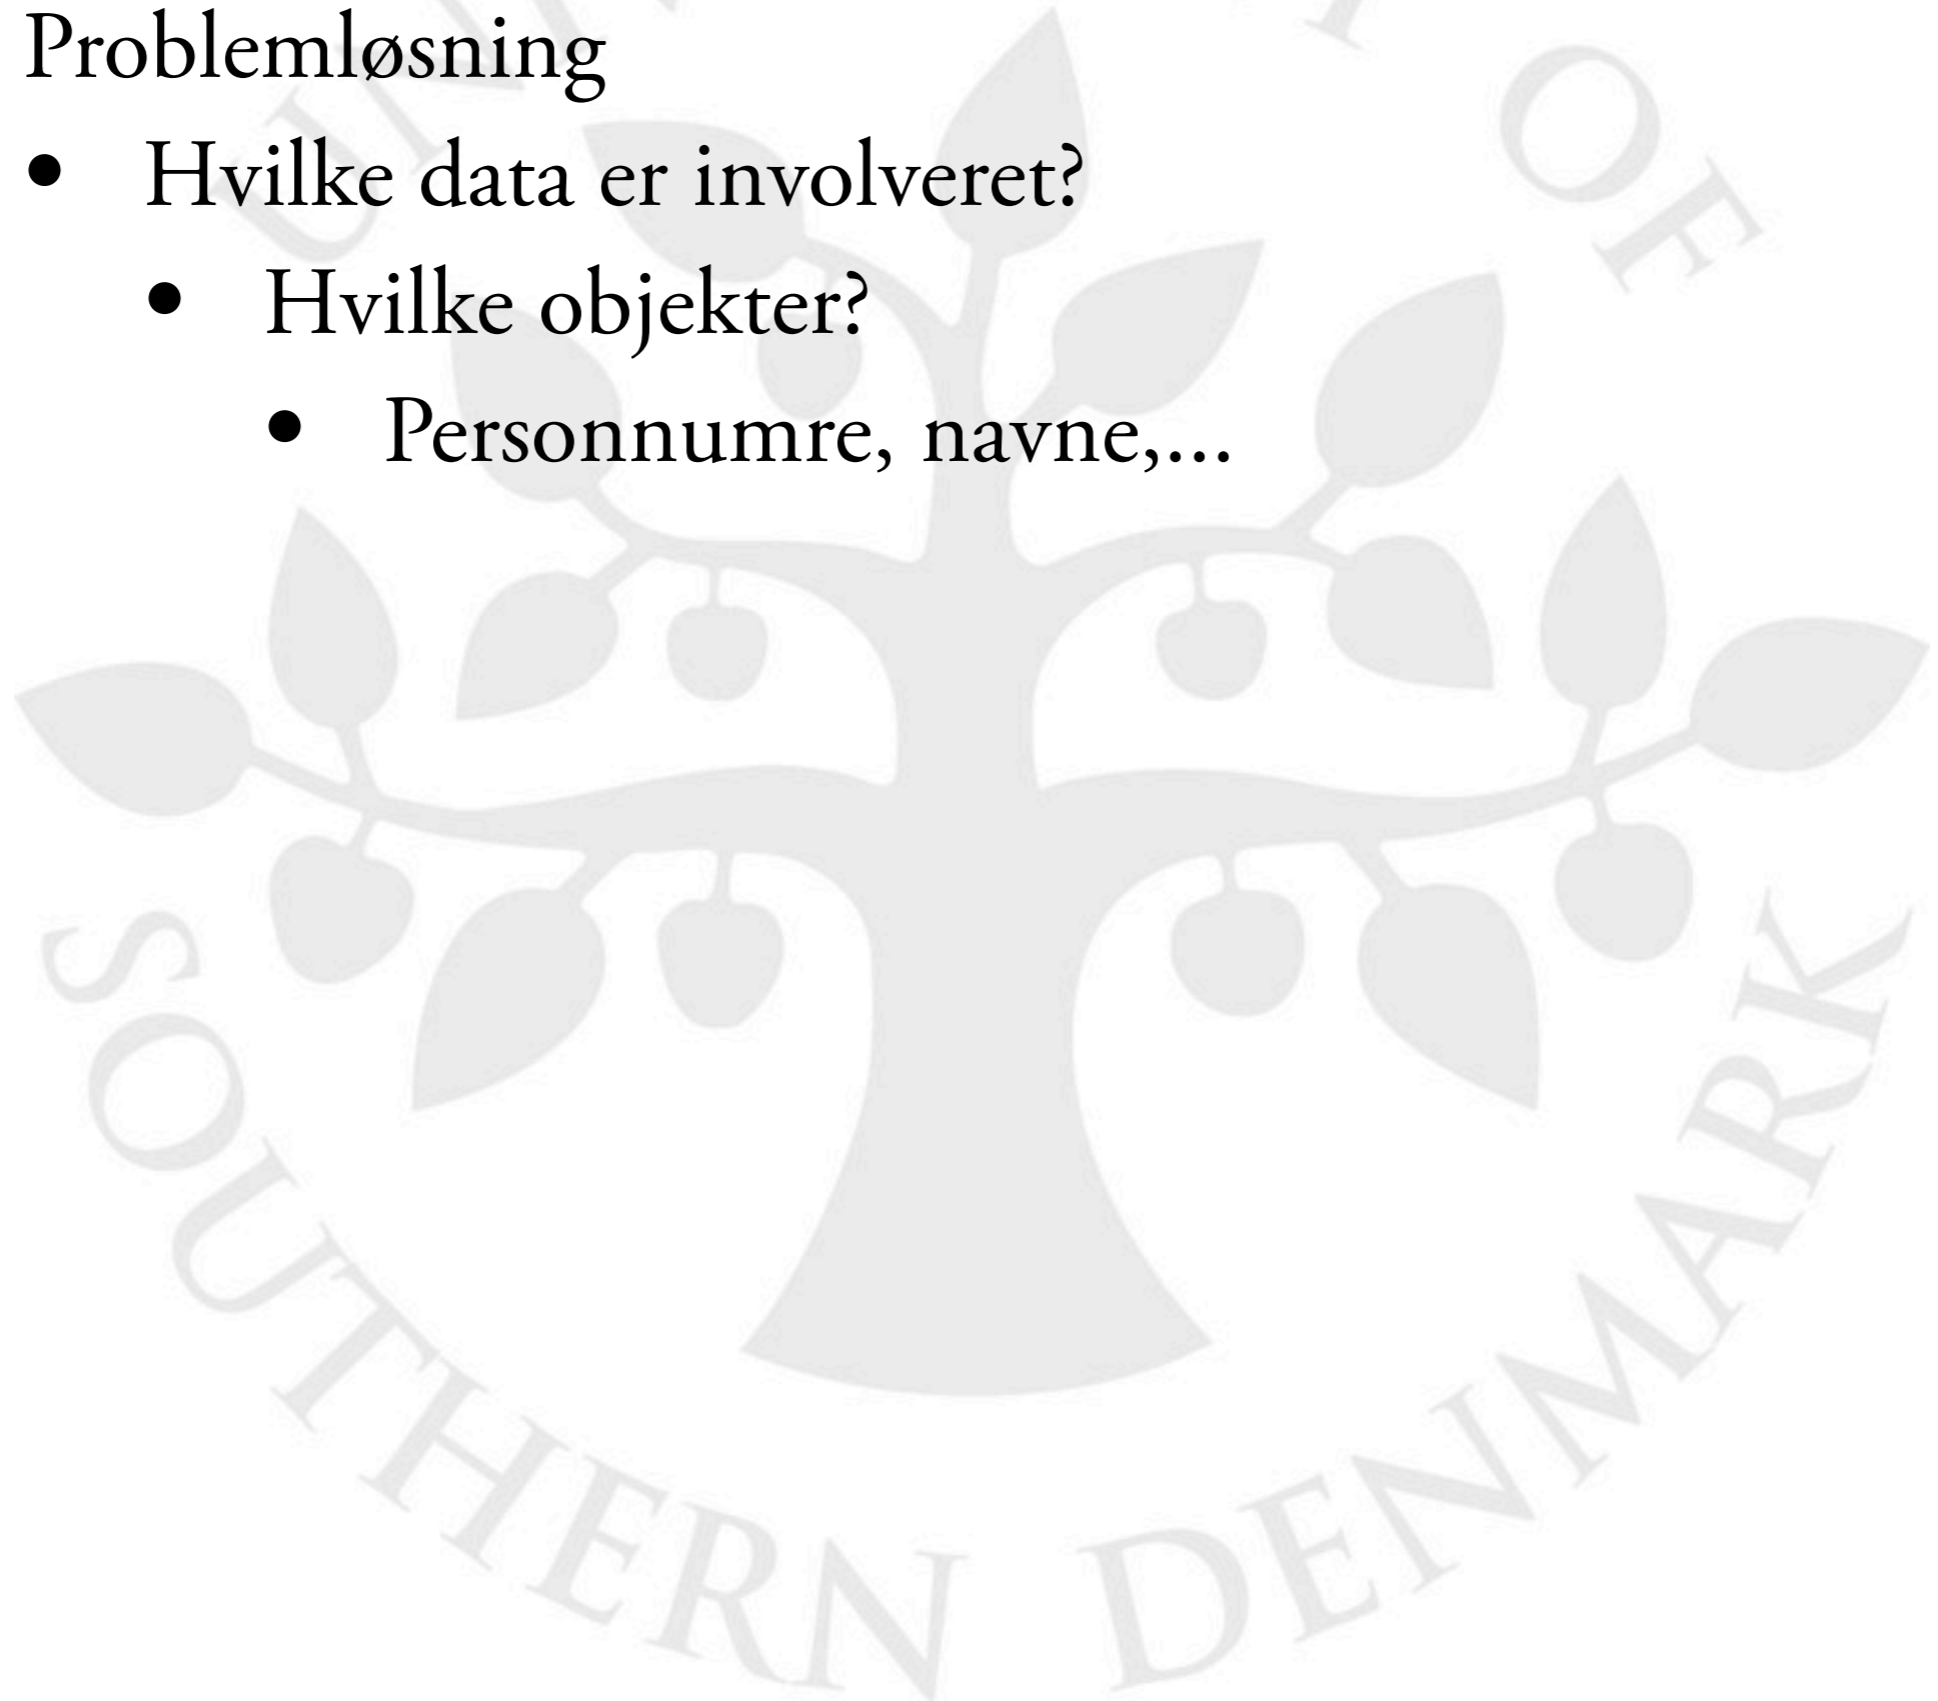 Problemløsning
• Hvilke data er involveret?
• Hvilke objekter?
• Personnumre, navne,...
OF
SOUTHERN DENMARK